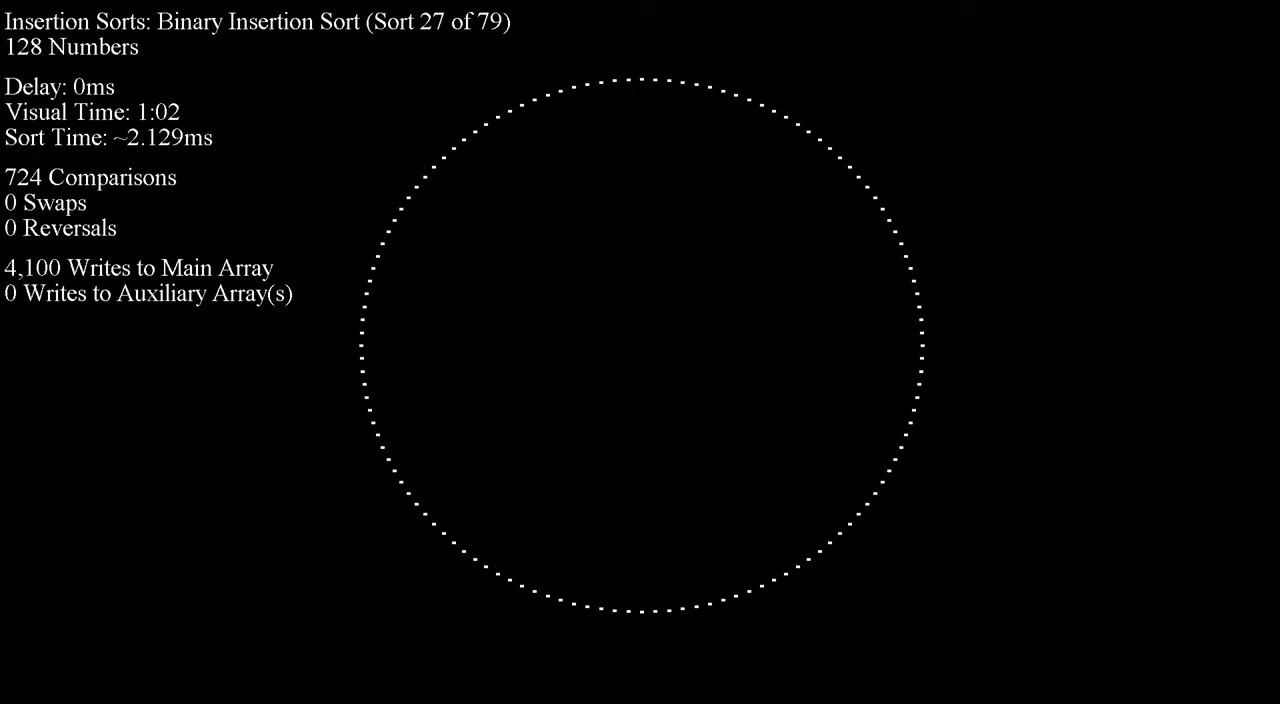 Insertion Sorts: Binary Insertion Sort (Sort 27 of 79)
128 Numbers
Delay: 0ms
Visual Time: 1:02
Sort Time: ~2.129ms
724 Comparisons
0 Swaps
0 Reversals
4,100 Writes to Main Array
0 Writes to Auxiliary Array(s)